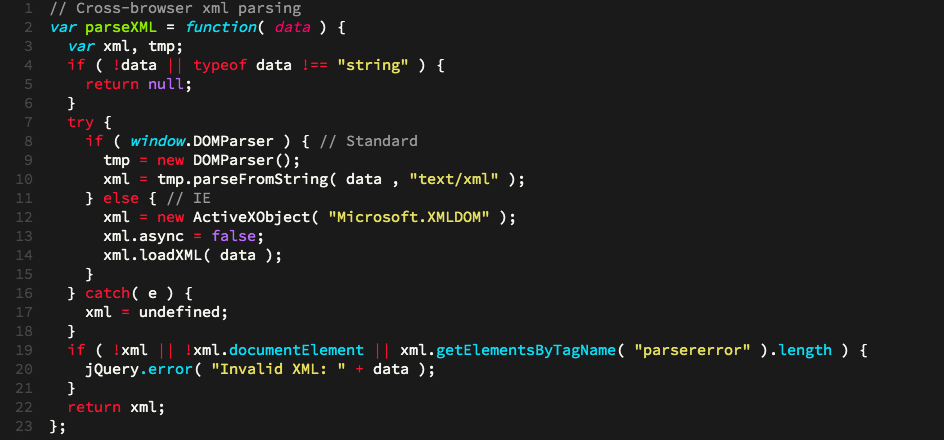 1 // Cross-browser xml parsing
2 var parseXML = function( data ) {
3   var xml, tmp;
4   if ( !data || typeof data !== "string" ) {
5     return null;
6   }
7   try {
8     if ( window.DOMParser ) { // Standard
9       tmp = new DOMParser();
10       xml = tmp.parseFromString( data , "text/xml" );
11     } else { // IE
12       xml = new ActiveXObject( "Microsoft.XMLDOM" );
13       xml.async = false;
14       xml.loadXML( data );
15     }
16   } catch( e ) {
17     xml = undefined;
18   }
19   if ( !xml || !xml.documentElement || xml.getElementsByTagName( "parsererror" ).length ) {
20     jQuery.error( "Invalid XML: " + data );
21   }
22   return xml;
23 };